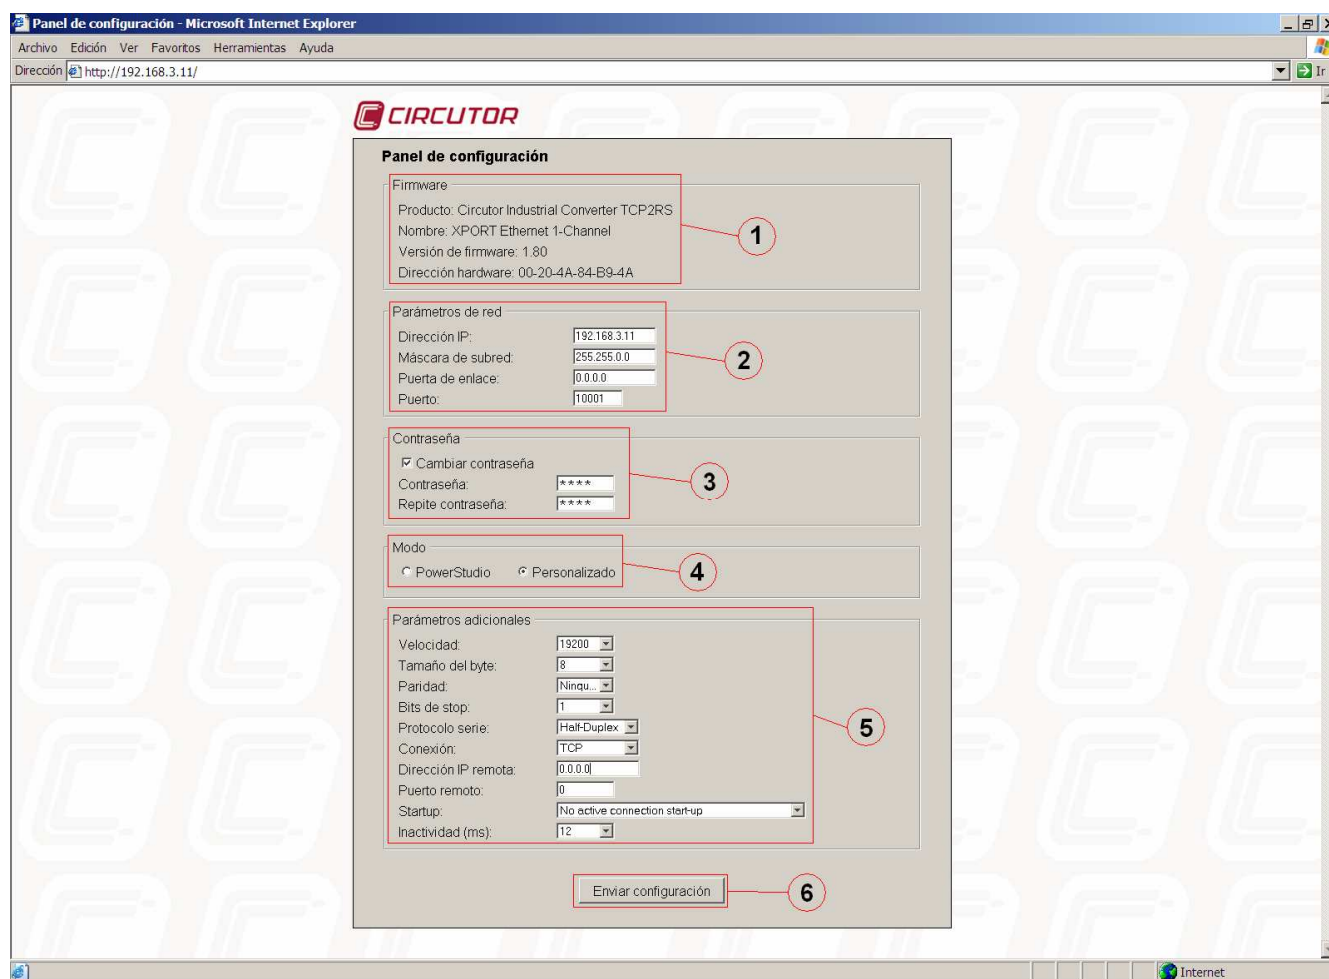 Panel de configuración - Microsoft Internet Explorer
Archivo Edición Ver Favoritos Herramientas Ayuda
Dirección http://192.168.3.11/ Ir
CIRCUTOR
Panel de configuración
Firmware
Producto: Circutor Industrial Converter TCP2RS
Nombre: XPORT Ethernet 1-Channel
Versión de firmware: 1.80
Dirección hardware: 00-20-4A-84-B9-4A
1
Parámetros de red
Dirección IP: 192.168.3.11
Máscara de subred: 255.255.0.0
Puerta de enlace: 0.0.0.0
Puerto: 10001
2
Contraseña
Cambiar contraseña
Contraseña: ****
Repite contraseña: ****
3
Modo
PowerStudio Personalizado
4
Parámetros adicionales
Velocidad: 19200
Tamaño del byte: 8
Paridad: Ningu...
Bits de stop: 1
Protocolo serie: Half-Duplex
Conexión: TCP
Dirección IP remota: 0.0.0.0
Puerto remoto: 0
Startup: No active connection start-up
Inactividad (ms): 12
5
Enviar configuración
6
Internet